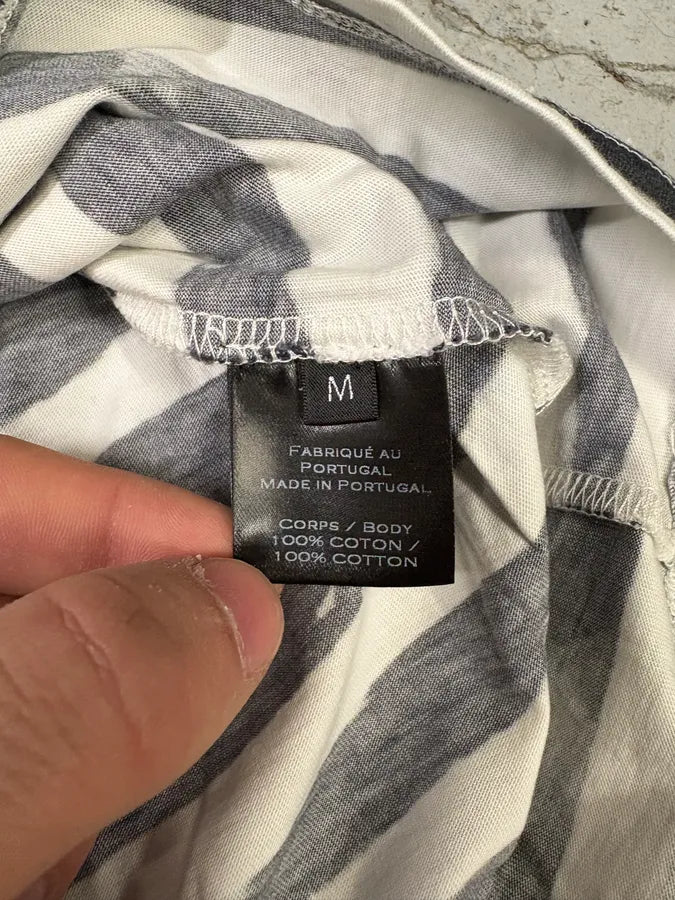 M
FABRIQUÉ AU
PORTUGAL
MADE IN PORTUGAL
CORPS / BODY
100% COTON /
100% COTTON